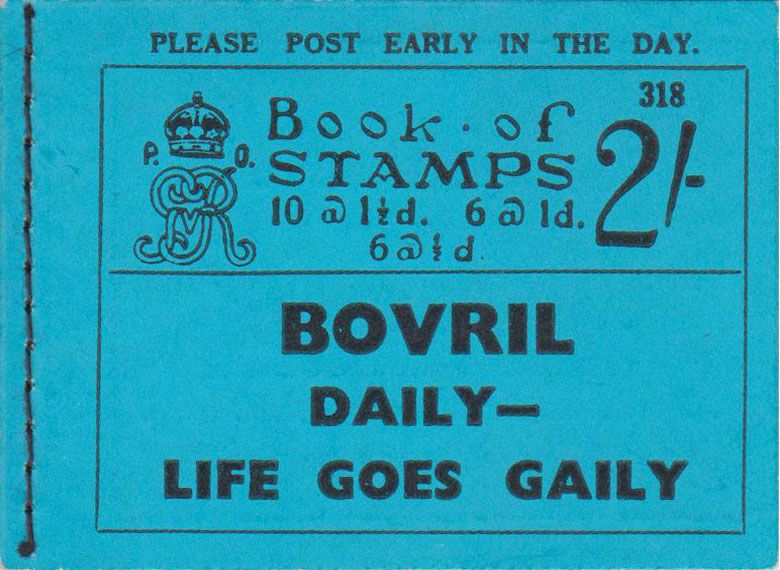 PLEASE POST EARLY IN THE DAY.
318
Book · of
P. O.
STAMPS 2/-
GR
10 @ 1½d. 6 @ 1d.
6 @ ½d
BOVRIL
DAILY—
LIFE GOES GAILY